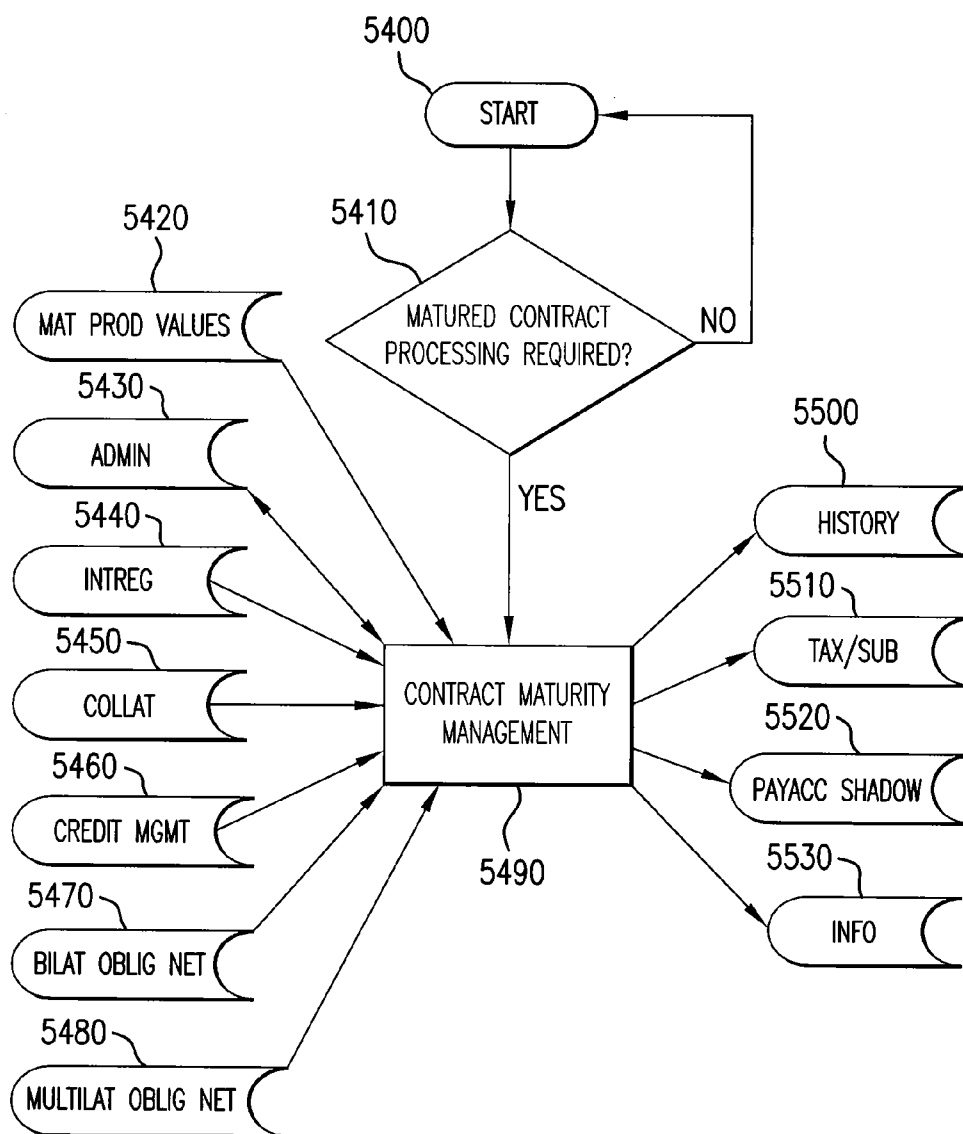 5400
START
5410
MATURED CONTRACT
PROCESSING REQUIRED?
NO
YES
5420
MAT PROD VALUES
5430
ADMIN
5440
INTREG
5450
COLLAT
5460
CREDIT MGMT
5470
BILAT OBLIG NET
5480
MULTILAT OBLIG NET
CONTRACT MATURITY
MANAGEMENT
5490
5500
HISTORY
5510
TAX/SUB
5520
PAYACC SHADOW
5530
INFO